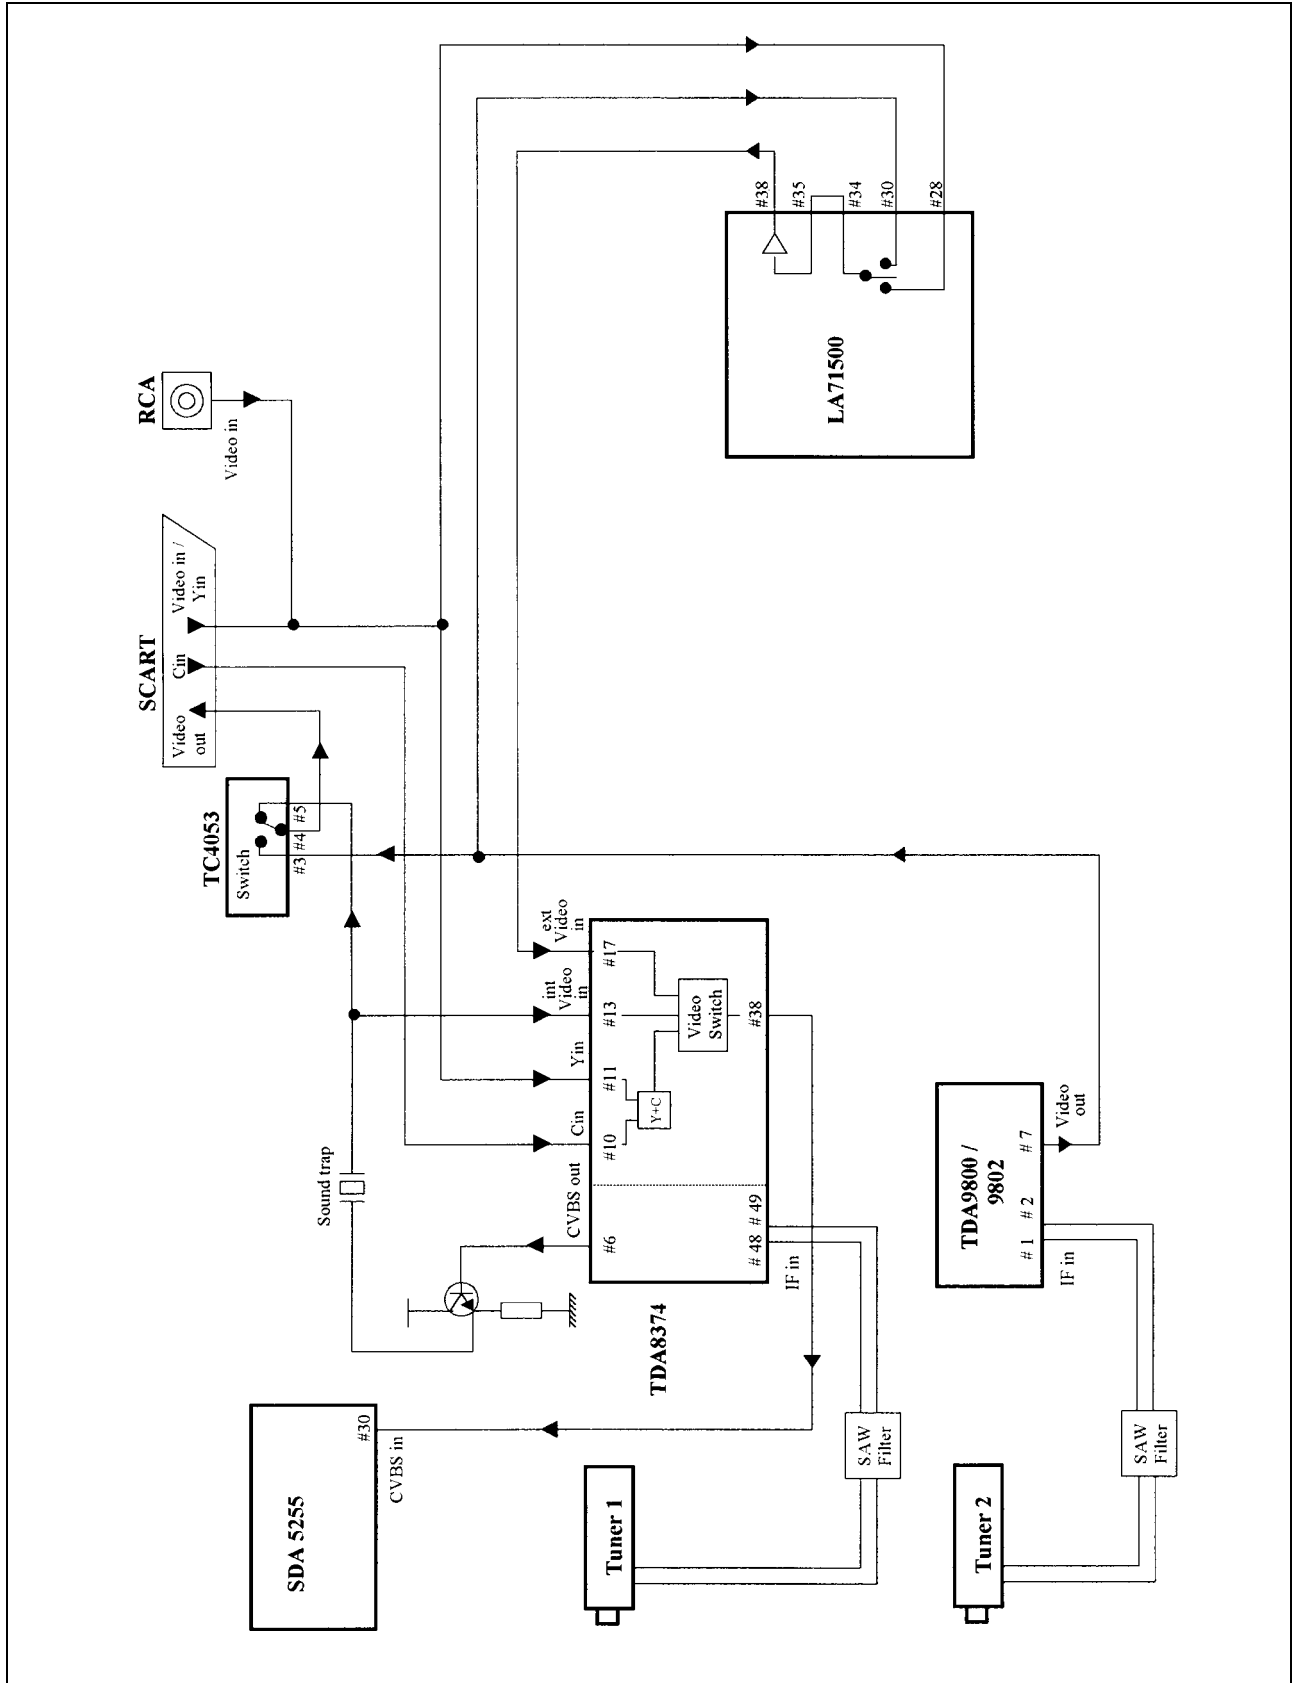 RCA
Video in
SCART
Video in /
Yin
Cin
Video
out
TC4053
Switch
#3
#4
#5
#38
#35
#34
#30
#28
LA71500
ext
Video
in
int
Video
in
Yin
Cin
CVBS out
#17
#13
#11
#10
#6
Y+C
Video
Switch
#38
# 49
# 48
IF in
TDA8374
Sound trap
SDA 5255
#30
CVBS in
Tuner 1
SAW
Filter
TDA9800 /
9802
# 1
# 2
# 7
IF in
Video
out
Tuner 2
SAW
Filter